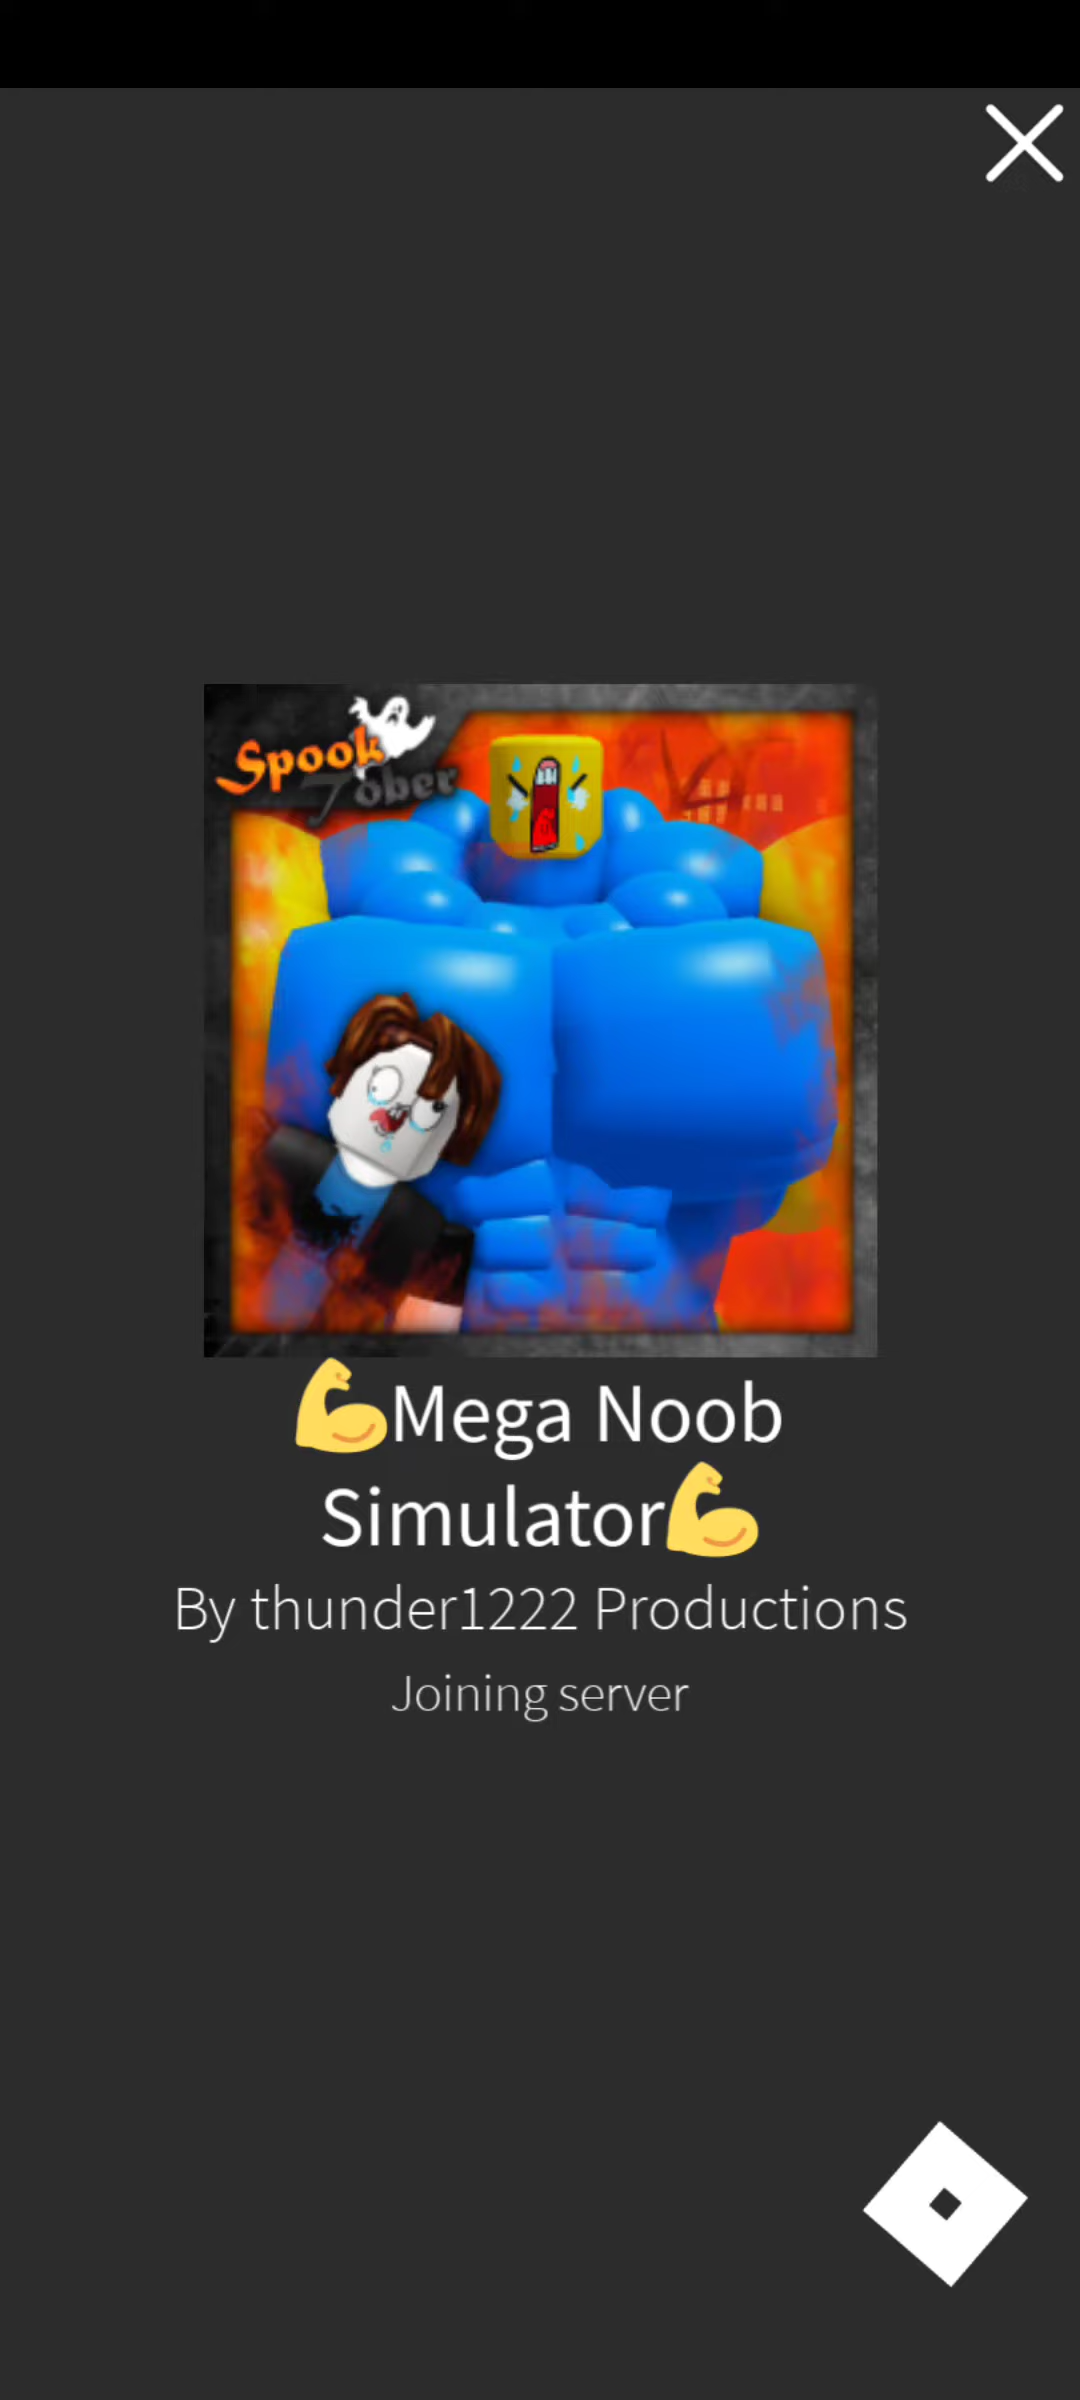 Spook
Tober
💪Mega Noob
Simulator💪
By thunder1222 Productions
Joining server